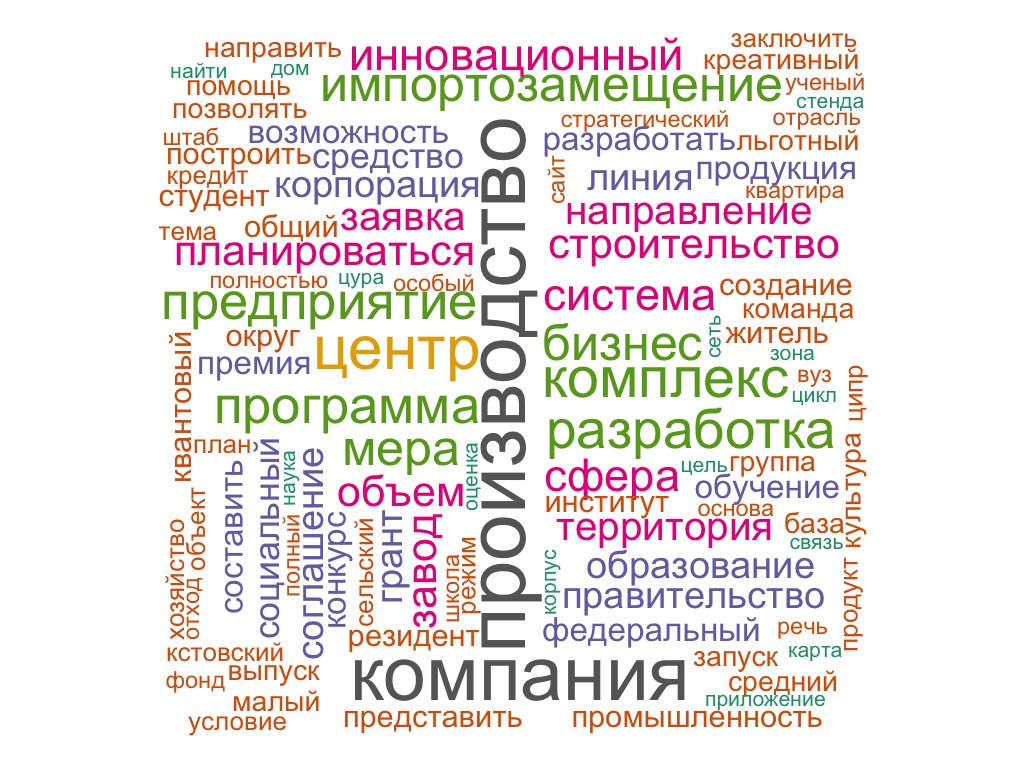 направить
инновационный
заключить
найти
дом
креативный
помощь
импортозамещение
ученый
позволять
стенда
стратегический
отрасль
штаб
возможность
разработать
льготный
построить
средство
сайт
линия
продукция
кредит
корпорация
квартира
студент
заявка
направление
тема
общий
планироваться
производство
строительство
полностью
цура
особый
предприятие
система
создание
команда
округ
центр
бизнес
сеть
житель
квантовый
премия
зона
комплекс
вуз
цикл
ципр
программа
разработка
план
мера
оценка
сфера
цель
группа
культура
составить
социальный
наука
соглашение
объем
обучение
институт
основа
объект
территория
база
связь
хозяйство
отход
полный
конкурс
сельский
грант
завод
школа
режим
корпус
образование
правительство
продукт
резидент
федеральный
речь
кстовский
карта
фонд
выпуск
компания
запуск
средний
малый
приложение
условие
представить
промышленность